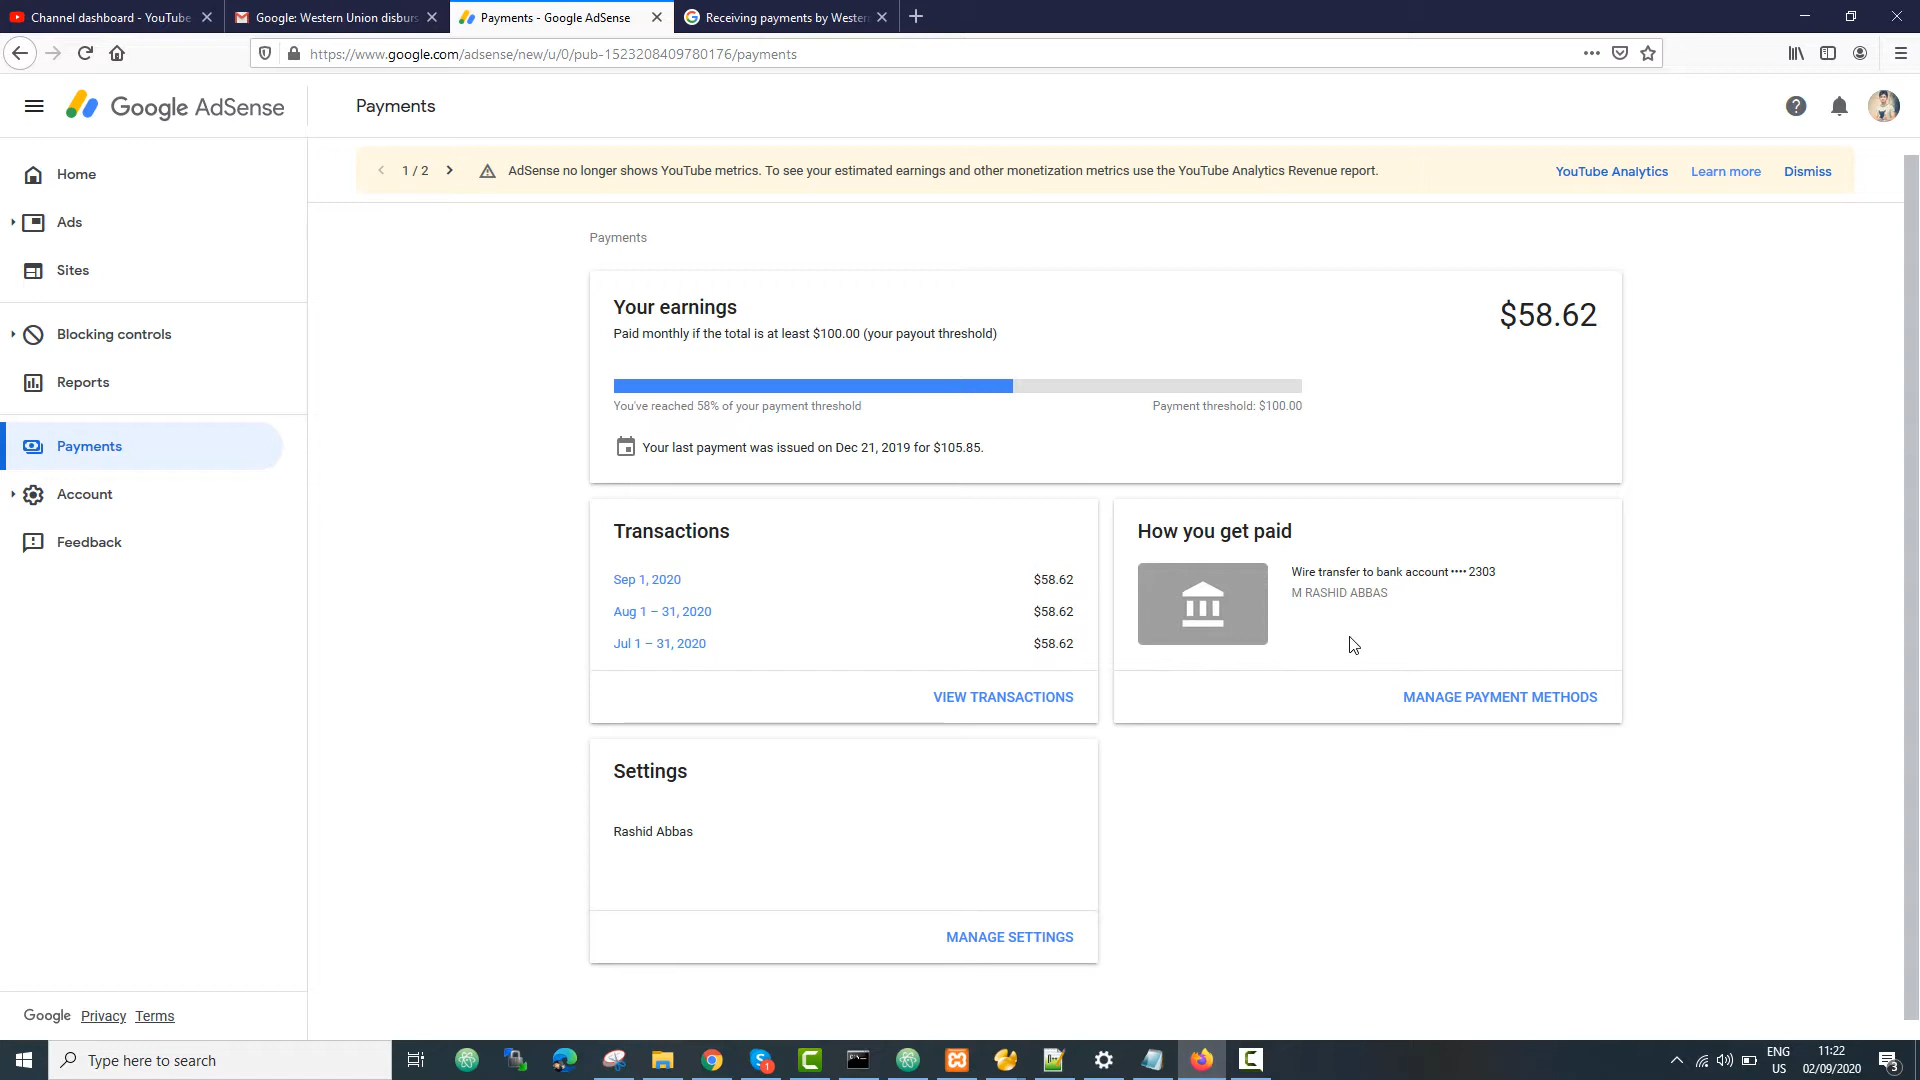 Channel dashboard - YouTube
Google: Western Union disburs
Payments - Google AdSense
Receiving payments by Wester
https://www.google.com/adsense/new/u/0/pub-1523208409780176/payments
Google AdSense
Payments
Home
Ads
Sites
Blocking controls
Reports
Payments
Account
Feedback
Google Privacy Terms
1 / 2
AdSense no longer shows YouTube metrics. To see your estimated earnings and other monetization metrics use the YouTube Analytics Revenue report.
YouTube Analytics
Learn more
Dismiss
Payments
Your earnings
$58.62
Paid monthly if the total is at least $100.00 (your payout threshold)
You've reached 58% of your payment threshold
Payment threshold: $100.00
Your last payment was issued on Dec 21, 2019 for $105.85.
Transactions
Sep 1, 2020 $58.62
Aug 1 – 31, 2020 $58.62
Jul 1 – 31, 2020 $58.62
VIEW TRANSACTIONS
How you get paid
Wire transfer to bank account •••• 2303
M RASHID ABBAS
MANAGE PAYMENT METHODS
Settings
Rashid Abbas
MANAGE SETTINGS
Type here to search
ENG
US
11:22
02/09/2020
3